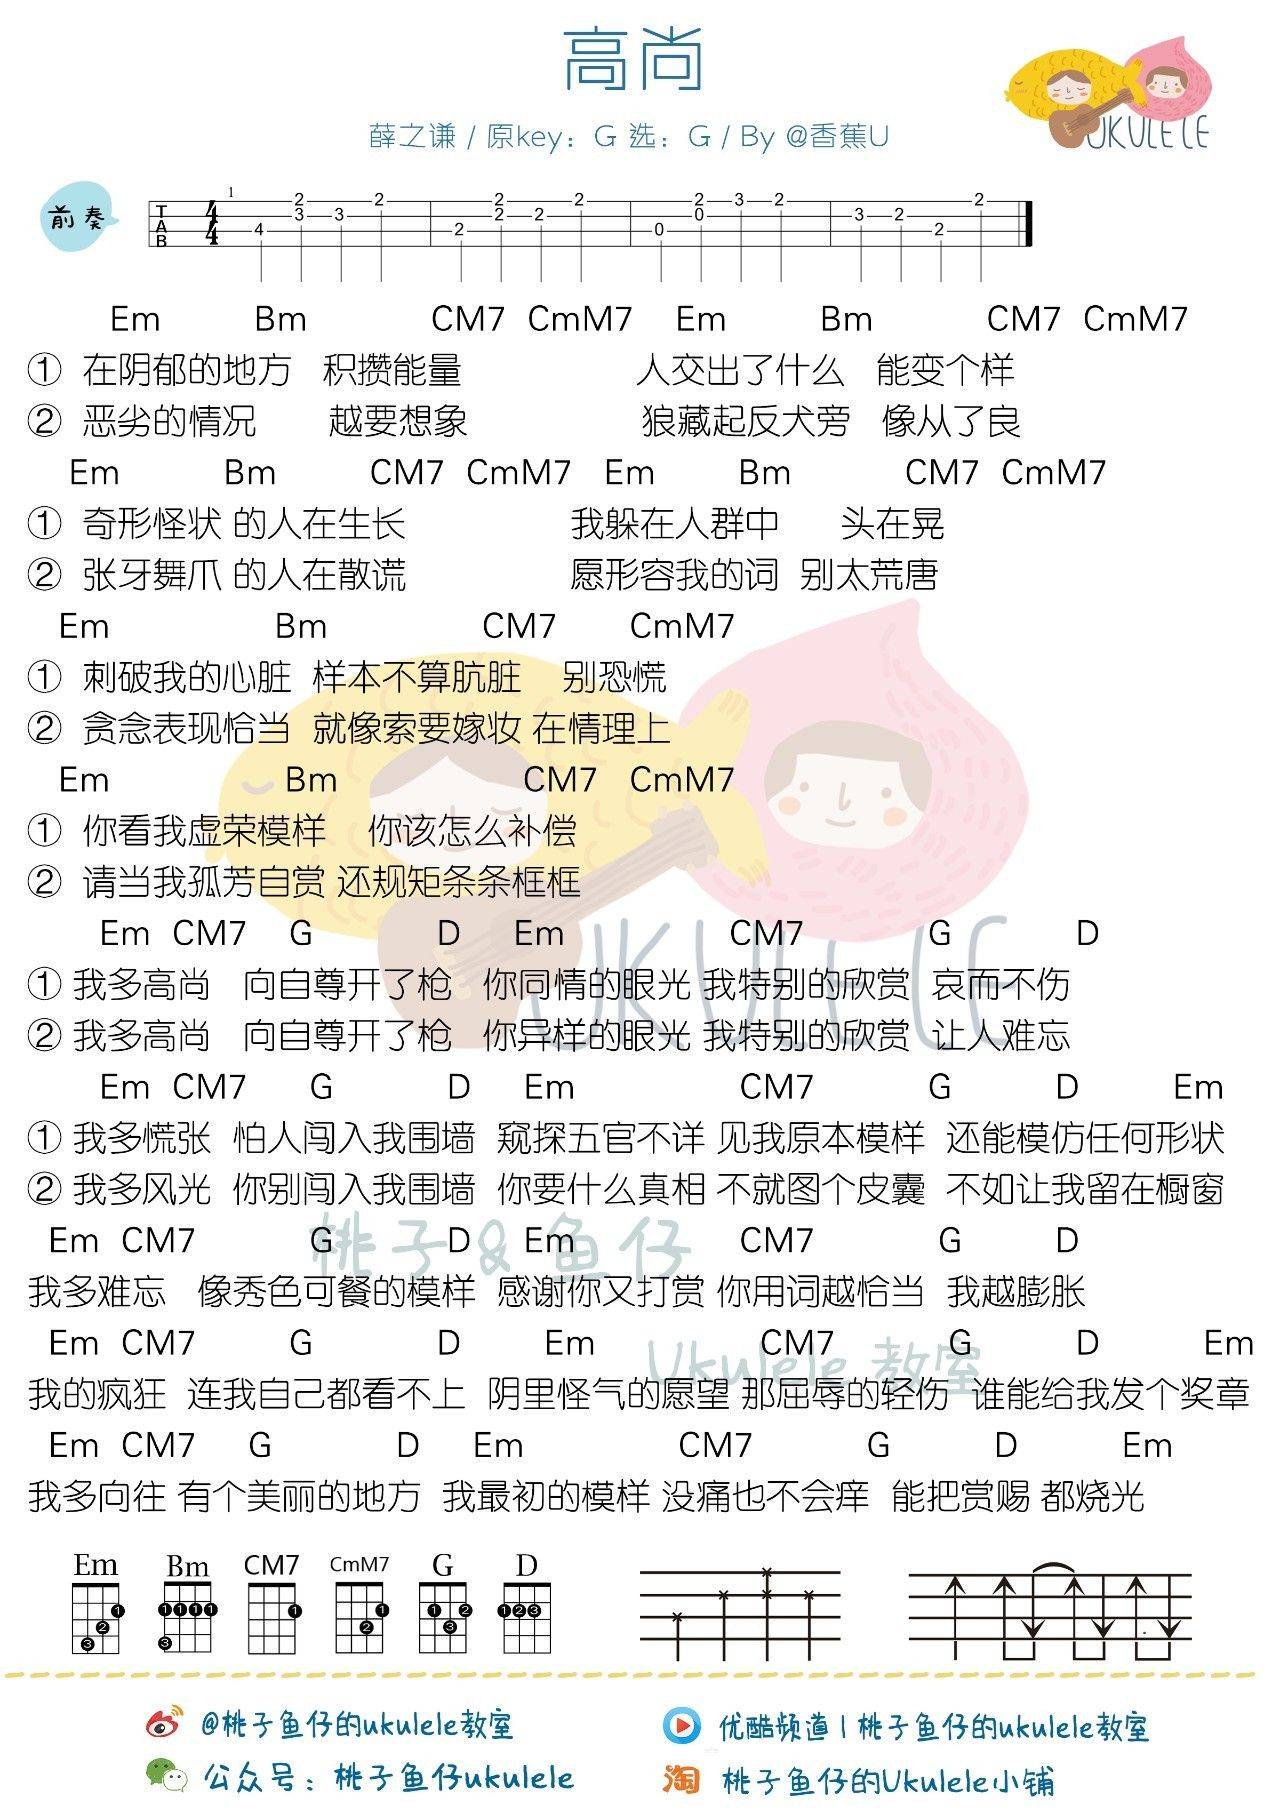 高尚
薛之谦 / 原key：G 选：G / By @香蕉U
UKULELE
前奏
1
T A B 4 4 4 2 3 3 2 2 2 2 2 2 0 2 0 3 2 3 2 2 2
Em Bm CM7 CmM7 Em Bm CM7 CmM7
① 在阴郁的地方 积攒能量 人交出了什么 能变个样
② 恶劣的情况 越要想象 狼藏起反犬旁 像从了良
Em Bm CM7 CmM7 Em Bm CM7 CmM7
① 奇形怪状 的人在生长 我躲在人群中 头在晃
② 张牙舞爪 的人在散谎 愿形容我的词 别太荒唐
Em Bm CM7 CmM7
① 刺破我的心脏 样本不算肮脏 别恐慌
② 贪念表现恰当 就像索要嫁妆 在情理上
Em Bm CM7 CmM7
① 你看我虚荣模样 你该怎么补偿
② 请当我孤芳自赏 还规矩条条框框
Em CM7 G D Em CM7 G D
① 我多高尚 向自尊开了枪 你同情的眼光 我特别的欣赏 哀而不伤
② 我多高尚 向自尊开了枪 你异样的眼光 我特别的欣赏 让人难忘
UKULELE
Em CM7 G D Em CM7 G D Em
① 我多慌张 怕人闯入我围墙 窥探五官不详 见我原本模样 还能模仿任何形状
② 我多风光 你别闯入我围墙 你要什么真相 不就图个皮囊 不如让我留在橱窗
桃子&鱼仔
Em CM7 G D Em CM7 G D
我多难忘 像秀色可餐的模样 感谢你又打赏 你用词越恰当 我越膨胀
Ukulele 教室
Em CM7 G D Em CM7 G D Em
我的疯狂 连我自己都看不上 阴里怪气的愿望 那屈辱的轻伤 谁能给我发个奖章
Em CM7 G D Em CM7 G D Em
我多向往 有个美丽的地方 我最初的模样 没痛也不会痒 能把赏赐 都烧光
Em Bm CM7 CmM7 G D
1 2 3 1 1 1 1 3 1 1 2 1 2 3 1 2 3
@桃子鱼仔的ukulele教室
优酷频道 | 桃子鱼仔的ukulele教室
公众号：桃子鱼仔ukulele
淘 桃子鱼仔的Ukulele小铺